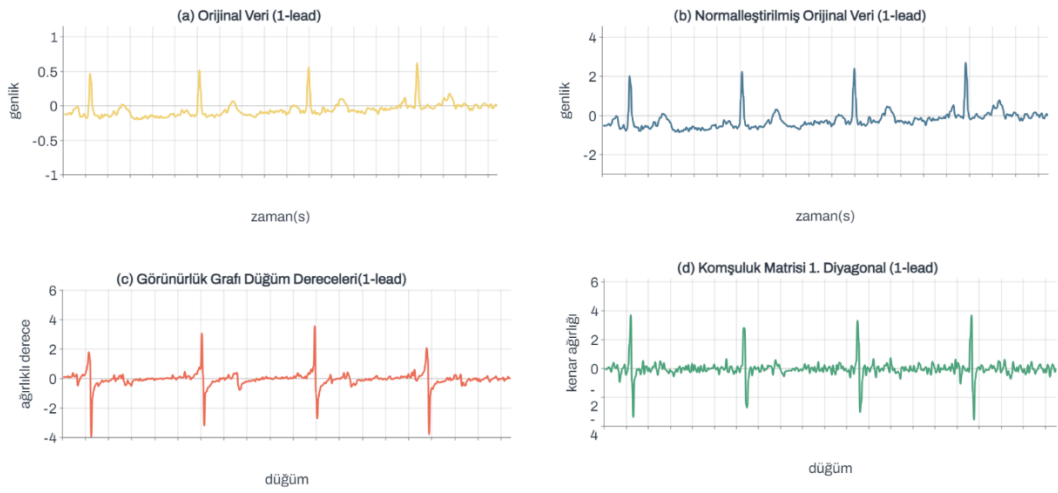 (a) Orijinal Veri (1-lead)
1
0.5
0
-0.5
-1
genlik
zaman(s)
(b) Normalleştirilmiş Orijinal Veri (1-lead)
4
2
0
-2
genlik
zaman(s)
(c) Görünürlük Grafı Düğüm Dereceleri(1-lead)
6
4
2
0
-2
-4
ağırlıklı derece
düğüm
(d) Komşuluk Matrisi 1. Diyagonal (1-lead)
6
4
2
0
2
-
4
kenar ağırlığı
düğüm